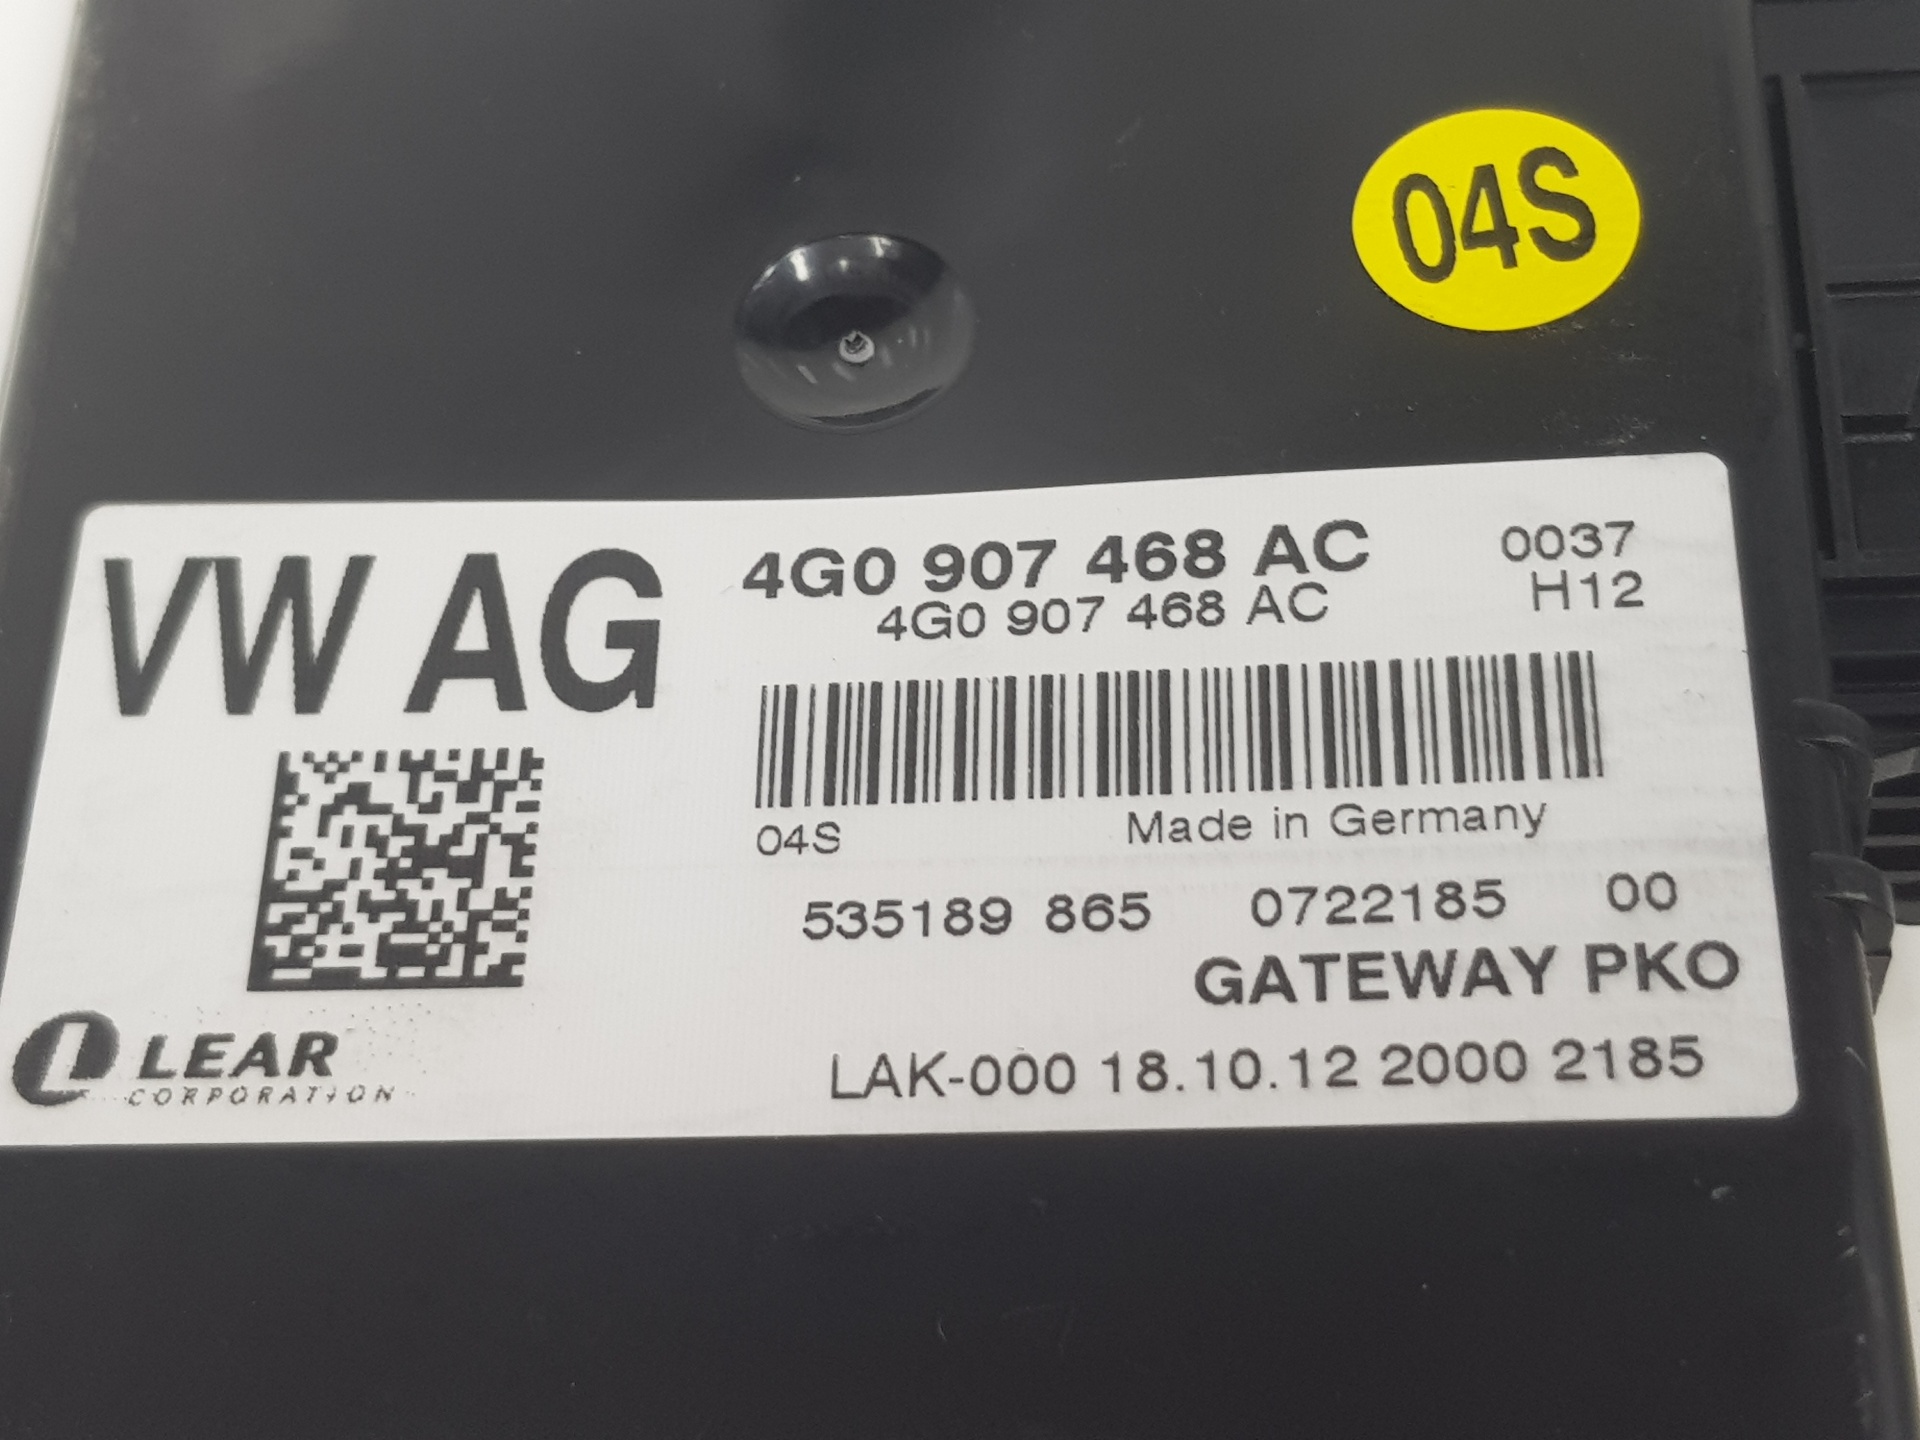 04S
VW AG
4G0 907 468 AC
0037
4G0 907 468 AC
H12
04S
Made in Germany
535189 865 0722185 00
GATEWAY PKO
LEAR
CORPORATION
LAK-000 18.10.12 2000 2185